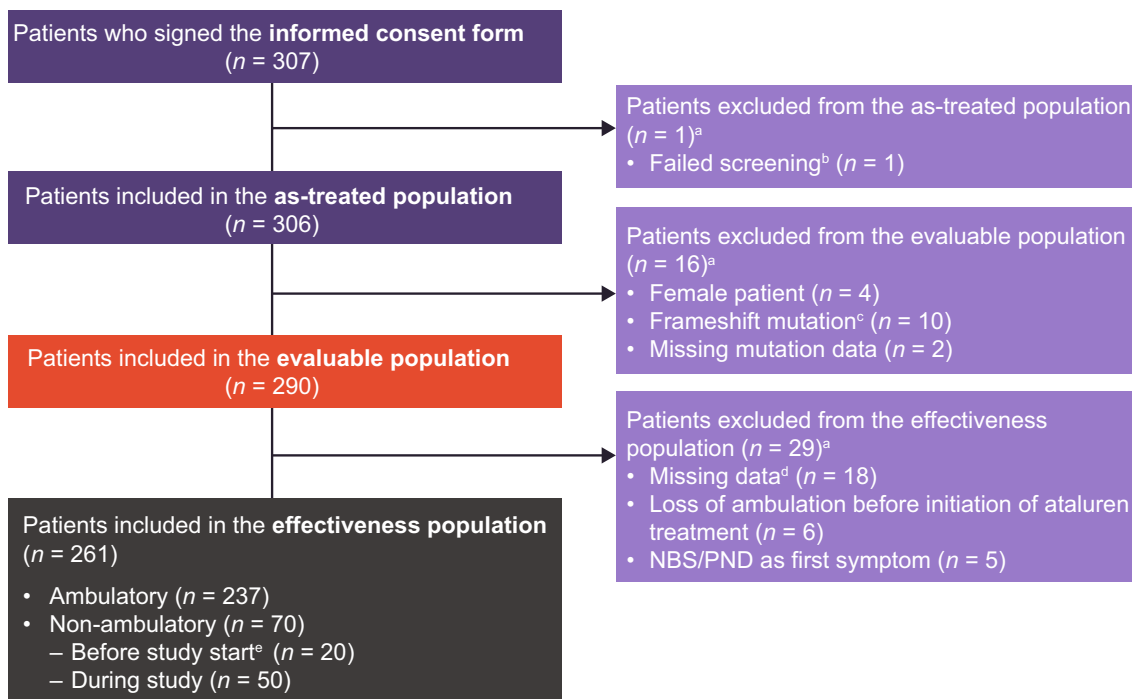 Patients who signed the informed consent form
(n = 307)
Patients excluded from the as-treated population
(n = 1)ᵃ
• Failed screeningᵇ (n = 1)
Patients included in the as-treated population
(n = 306)
Patients excluded from the evaluable population
(n = 16)ᵃ
• Female patient (n = 4)
• Frameshift mutationᶜ (n = 10)
• Missing mutation data (n = 2)
Patients included in the evaluable population
(n = 290)
Patients excluded from the effectiveness
population (n = 29)ᵃ
• Missing dataᵈ (n = 18)
• Loss of ambulation before initiation of ataluren
treatment (n = 6)
• NBS/PND as first symptom (n = 5)
Patients included in the effectiveness population
(n = 261)
• Ambulatory (n = 237)
• Non-ambulatory (n = 70)
– Before study startᵉ (n = 20)
– During study (n = 50)